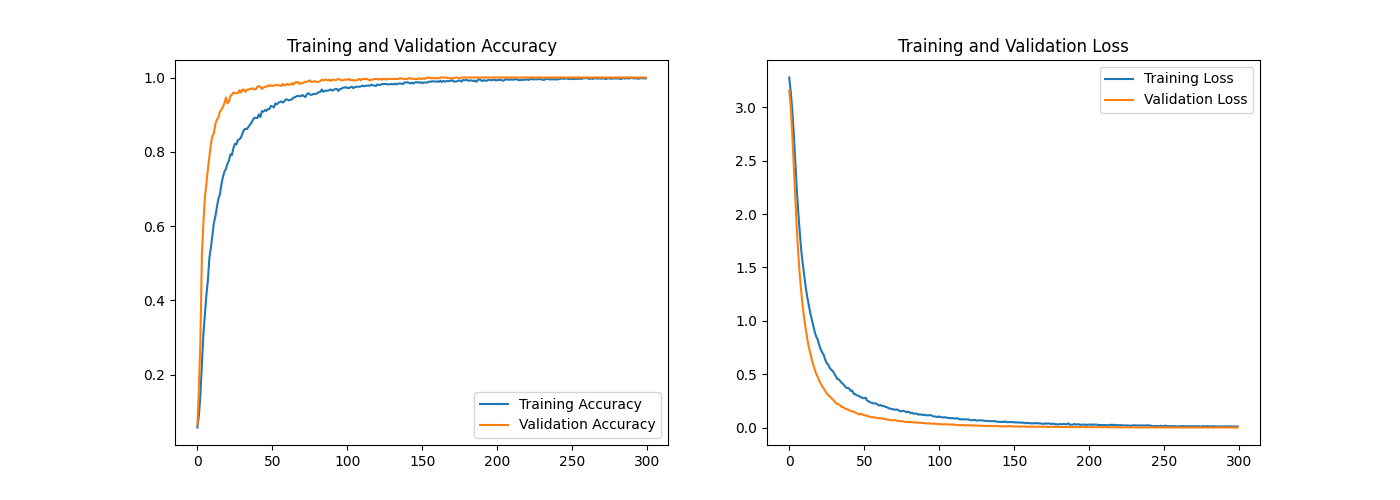 Training and Validation Accuracy
1.0
0.8
0.6
0.4
0.2
0 50 100 150 200 250 300
Training Accuracy
Validation Accuracy
Training and Validation Loss
3.0
2.5
2.0
1.5
1.0
0.5
0.0
0 50 100 150 200 250 300
Training Loss
Validation Loss